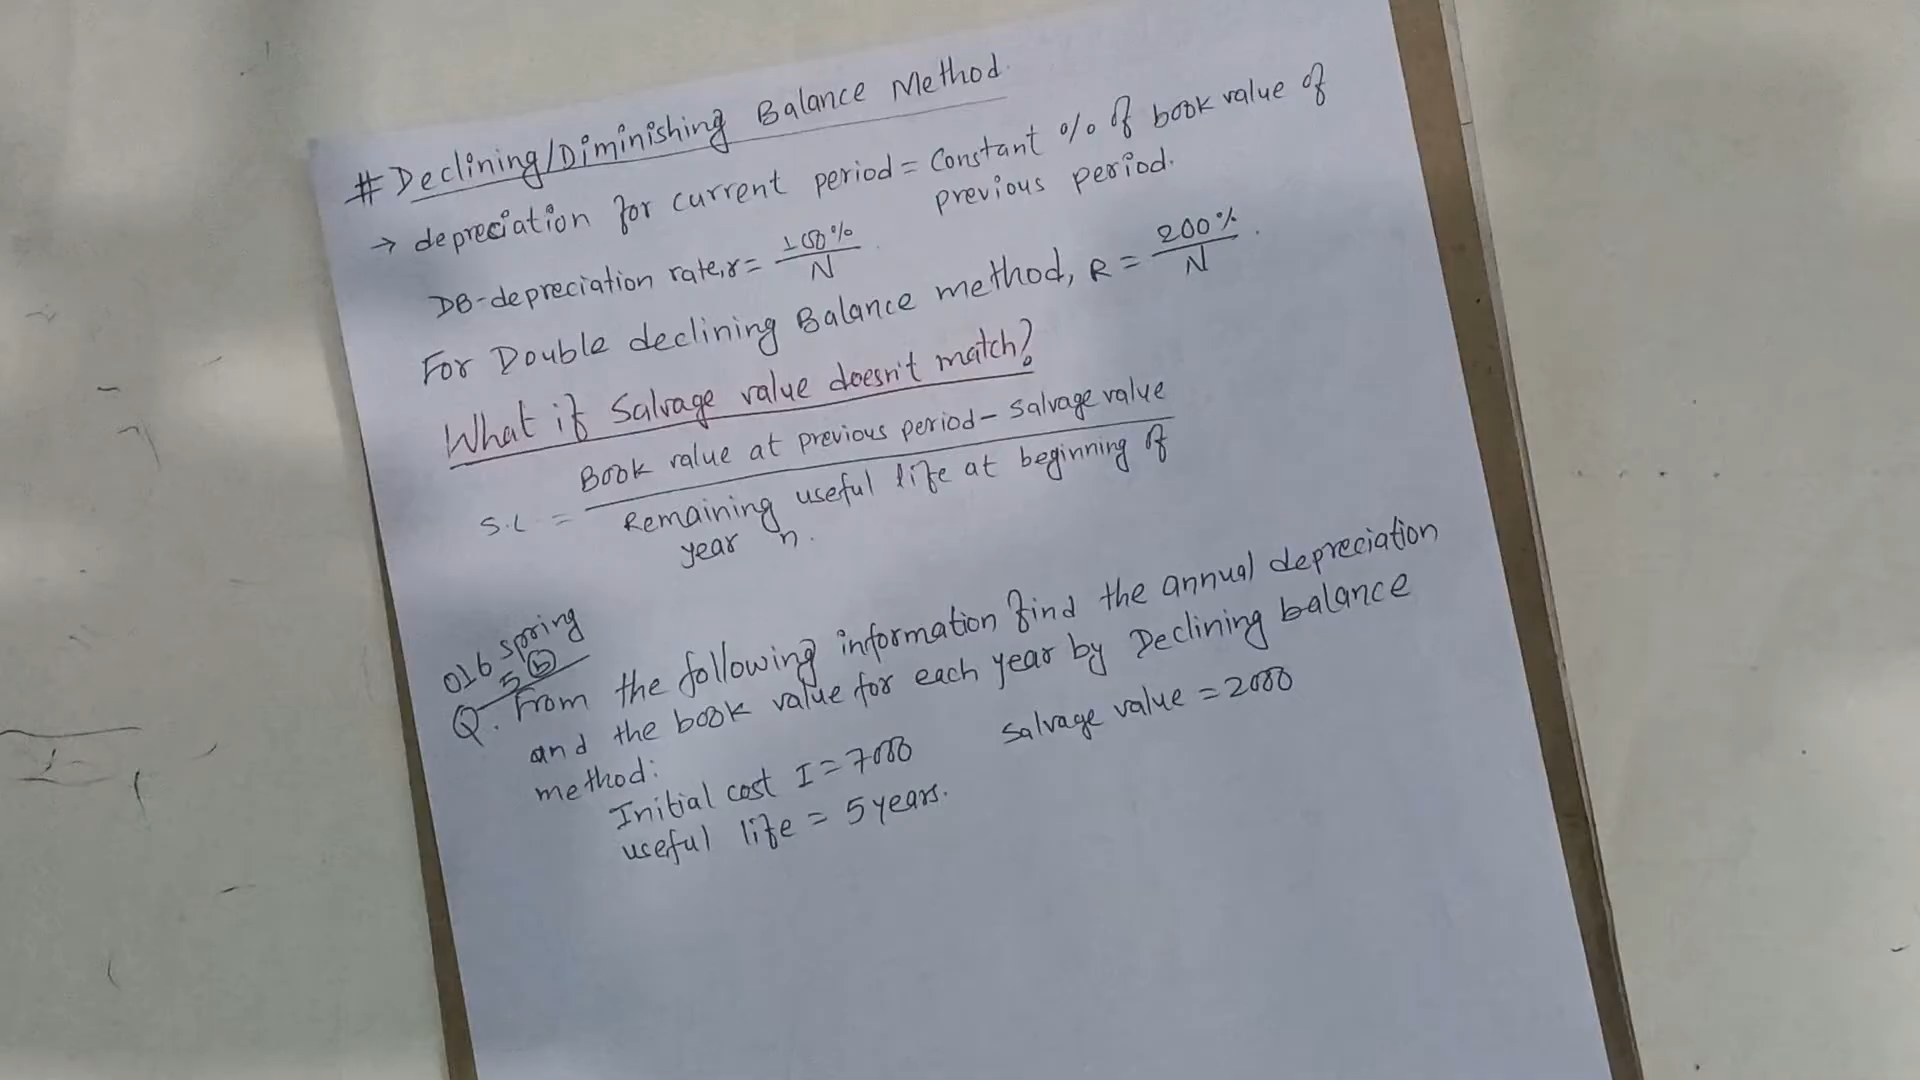 # Declining/Diminishing Balance Method.
→ depreciation for current period = Constant % of book value of
previous period.
DB-depreciation rate, r = 100% / N
For Double declining Balance method, R = 200% / N.
What if Salvage value doesn't match?
S.L = Book value at previous period - Salvage value
Remaining useful life at beginning of
year n.
016 spring
5 (b)
Q. From the following information find the annual depreciation
and the book value for each year by Declining balance
method:
Initial cost I = 7000 Salvage value = 2000
useful life = 5 years.